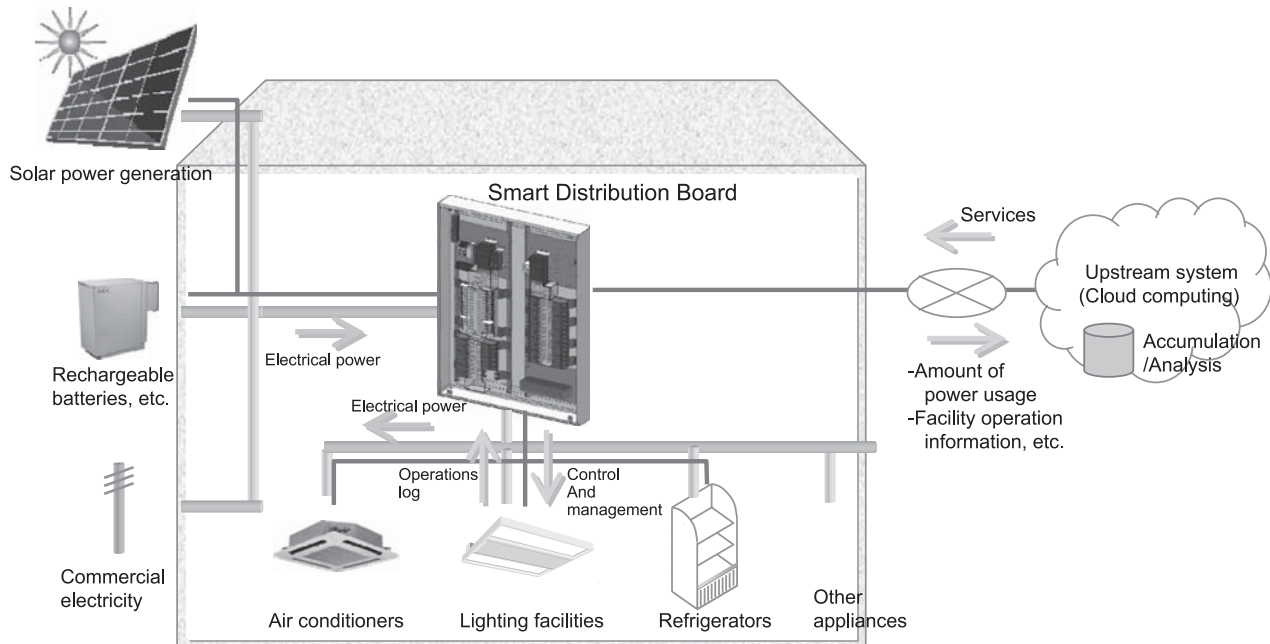 Solar power generation
Smart Distribution Board
Services
Upstream system
(Cloud computing)
Accumulation
/Analysis
Electrical power
Rechargeable
batteries, etc.
-Amount of
power usage
-Facility operation
information, etc.
Electrical power
Operations
log
Control
And
management
Commercial
electricity
Air conditioners
Lighting facilities
Refrigerators
Other
appliances